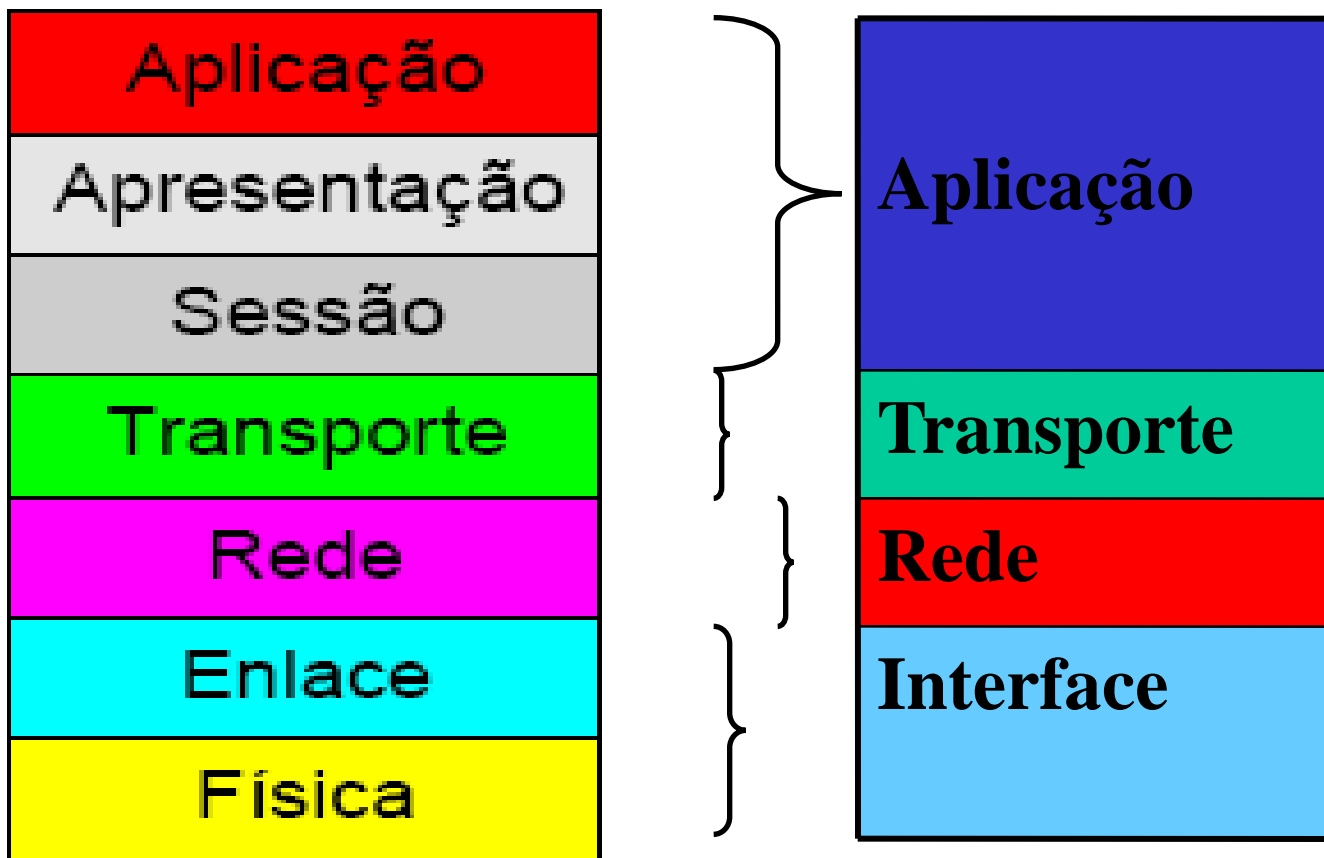 Aplicação
Apresentação
Sessão
Transporte
Rede
Enlace
Física
Aplicação
Transporte
Rede
Interface